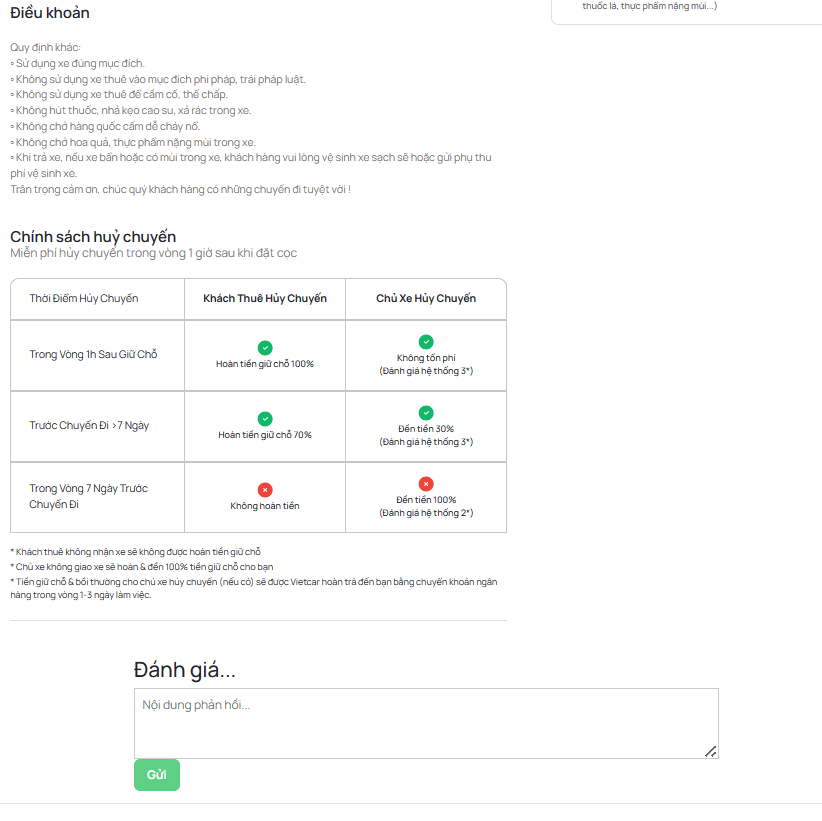 thuốc lá, thực phẩm nặng mùi...)
Điều khoản
Quy định khác:
▫ Sử dụng xe đúng mục đích.
▫ Không sử dụng xe thuê vào mục đích phi pháp, trái pháp luật.
▫ Không sử dụng xe thuê để cầm cố, thế chấp.
▫ Không hút thuốc, nhả kẹo cao su, xả rác trong xe.
▫ Không chở hàng quốc cấm dễ cháy nổ.
▫ Không chở hoa quả, thực phẩm nặng mùi trong xe.
▫ Khi trả xe, nếu xe bẩn hoặc có mùi trong xe, khách hàng vui lòng vệ sinh xe sạch sẽ hoặc gửi phụ thu
phí vệ sinh xe.
Trân trọng cảm ơn, chúc quý khách hàng có những chuyến đi tuyệt vời !
Chính sách huỷ chuyến
Miễn phí hủy chuyến trong vòng 1 giờ sau khi đặt cọc
Thời Điểm Hủy Chuyến
Khách Thuê Hủy Chuyến
Chủ Xe Hủy Chuyến
Trong Vòng 1h Sau Giữ Chỗ
Hoàn tiền giữ chỗ 100%
Không tốn phí
(Đánh giá hệ thống 3*)
Trước Chuyến Đi >7 Ngày
Hoàn tiền giữ chỗ 70%
Đền tiền 30%
(Đánh giá hệ thống 3*)
Trong Vòng 7 Ngày Trước
Chuyến Đi
Không hoàn tiền
Đền tiền 100%
(Đánh giá hệ thống 2*)
* Khách thuê không nhận xe sẽ không được hoàn tiền giữ chỗ
* Chủ xe không giao xe sẽ hoàn & đền 100% tiền giữ chỗ cho bạn
* Tiền giữ chỗ & bồi thường cho chủ xe hủy chuyến (nếu có) sẽ được Vietcar hoàn trả đến bạn bằng chuyển khoản ngân
hàng trong vòng 1-3 ngày làm việc.
Đánh giá...
Nội dung phản hồi...
Gửi